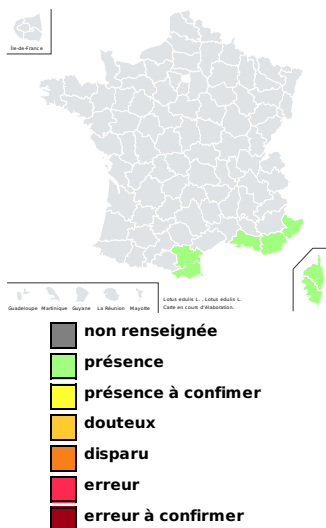 Île-de-France
Guadeloupe Martinique Guyane La Réunion Mayotte
Lotus edulis L. , Lotus edulis L.
Carte en cours d'élaboration.
non renseignée
présence
présence à confimer
douteux
disparu
erreur
erreur à confirmer